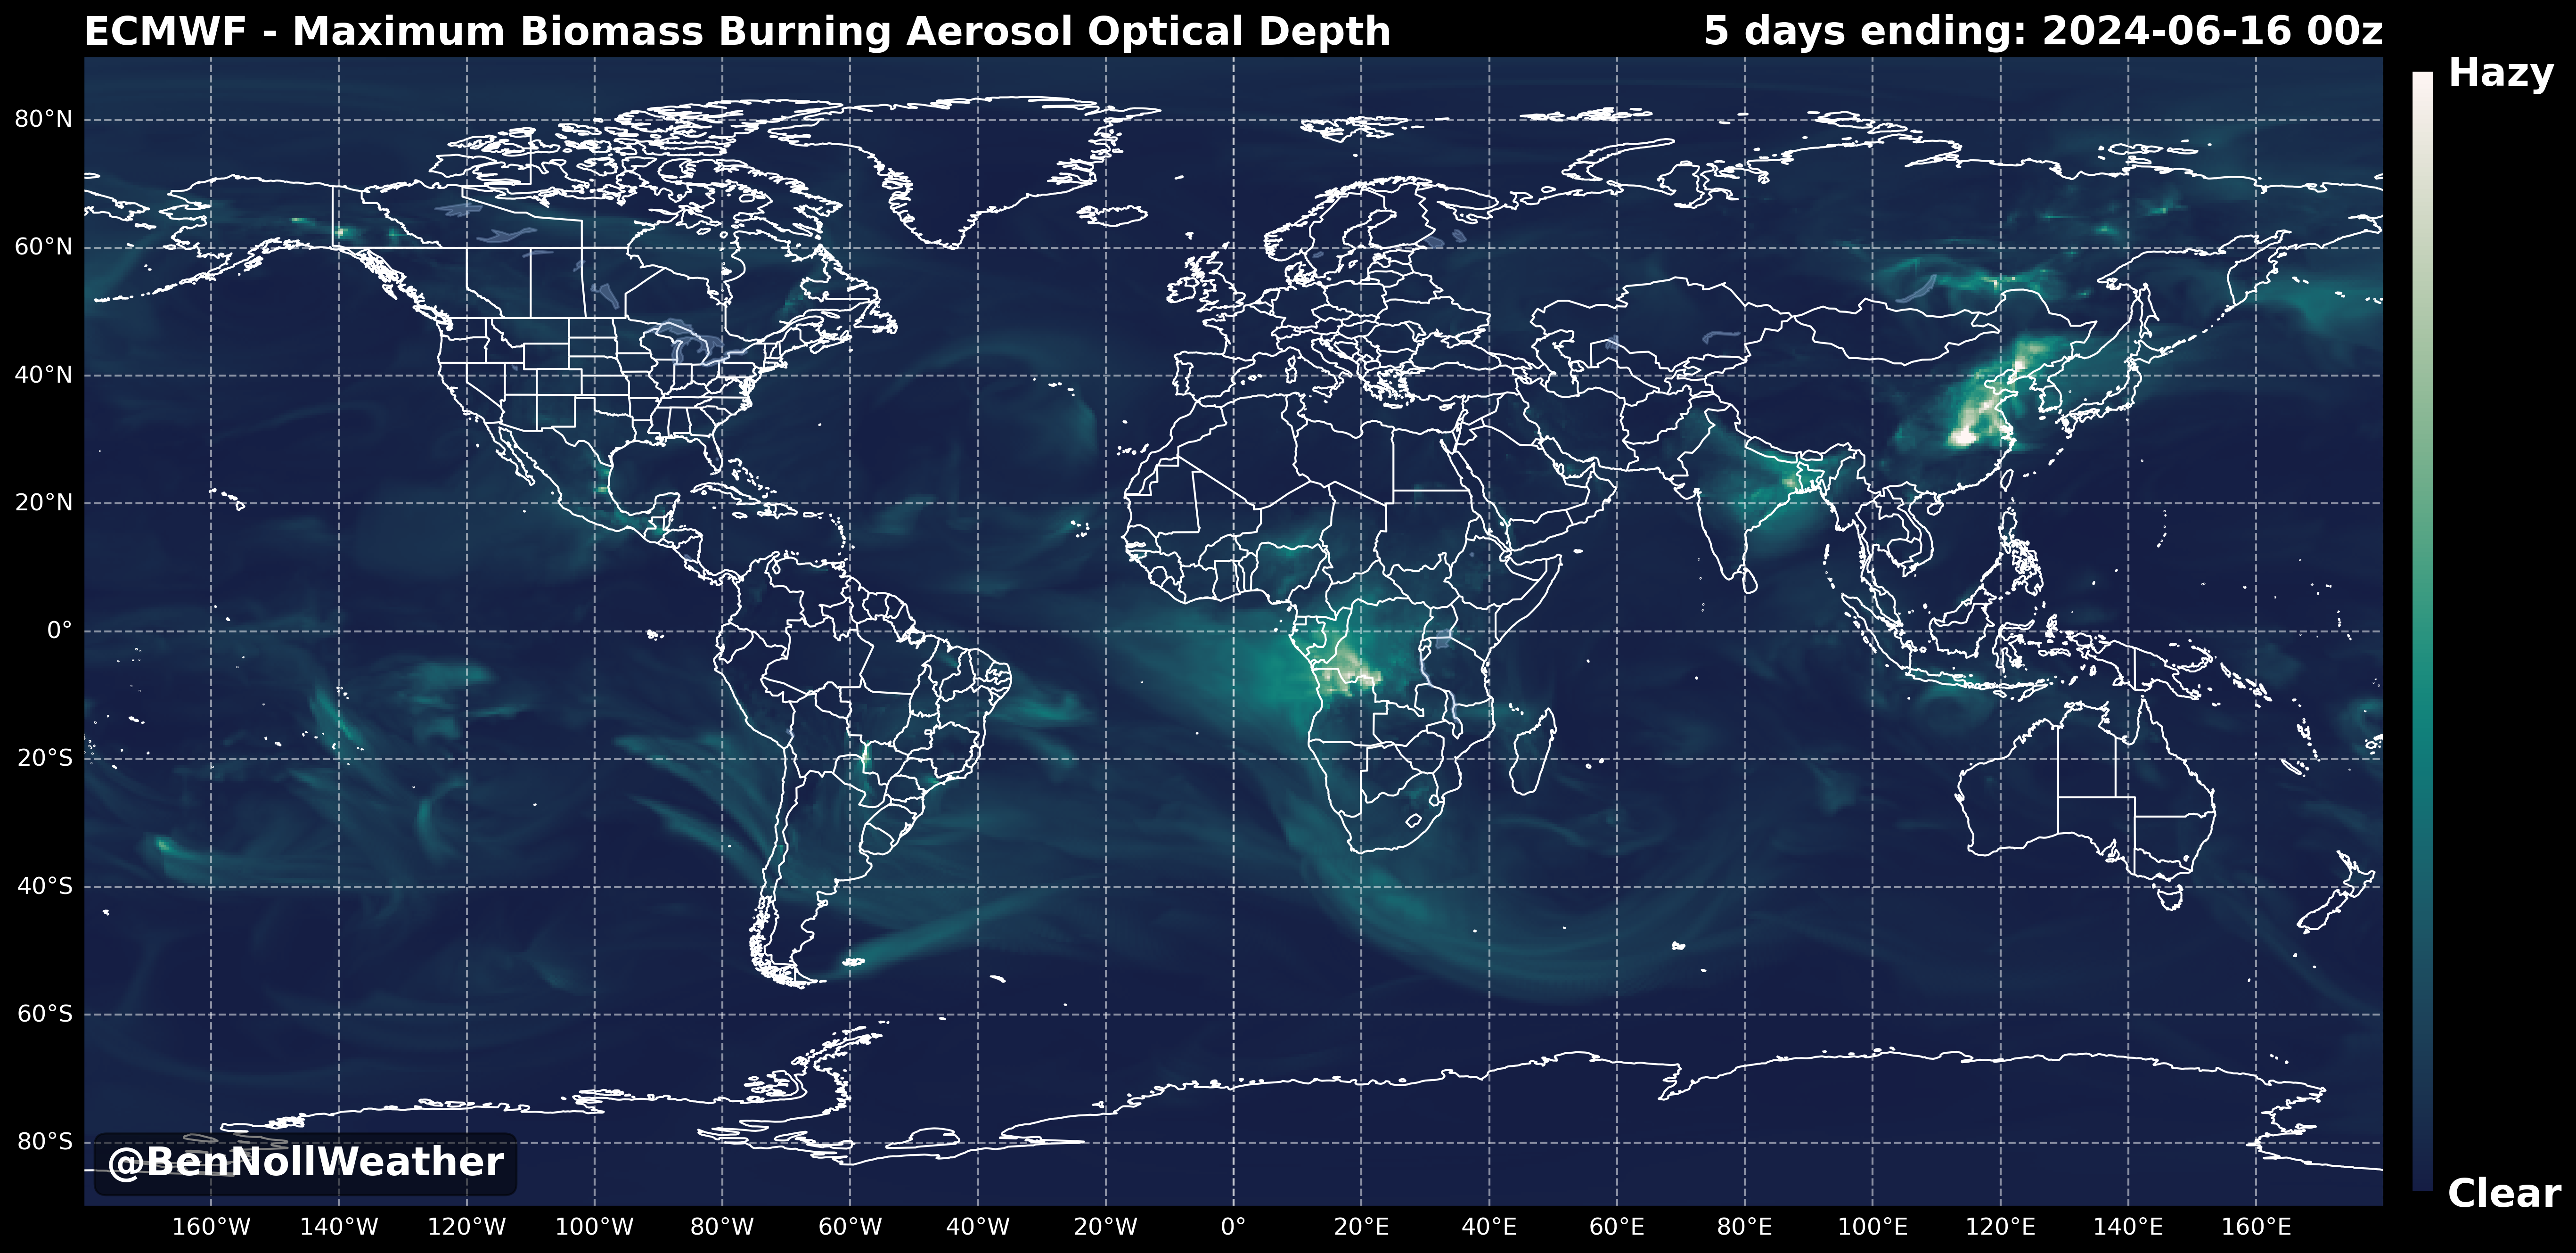 ECMWF - Maximum Biomass Burning Aerosol Optical Depth
5 days ending: 2024-06-16 00z
Hazy
80°N
60°N
40°N
20°N
0°
20°S
40°S
60°S
80°S
@BenNollWeather
Clear
160°W 140°W 120°W 100°W 80°W 60°W 40°W 20°W 0° 20°E 40°E 60°E 80°E 100°E 120°E 140°E 160°E